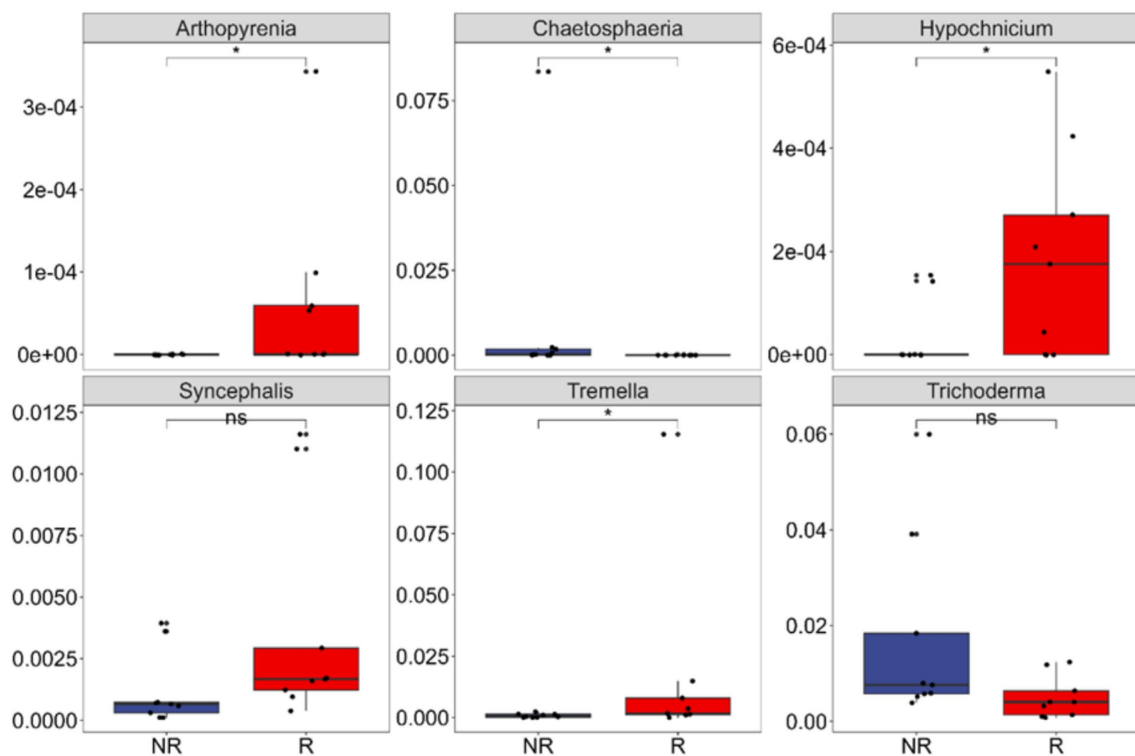 Arthopyrenia
Chaetosphaeria
Hypochnicium
*
*
*
3e-04
2e-04
1e-04
0e+00
0.075
0.050
0.025
0.000
6e-04
4e-04
2e-04
0e+00
Syncephalis
Tremella
Trichoderma
ns
*
ns
0.0125
0.0100
0.0075
0.0050
0.0025
0.0000
0.125
0.100
0.075
0.050
0.025
0.000
0.06
0.04
0.02
0.00
NR R
NR R
NR R